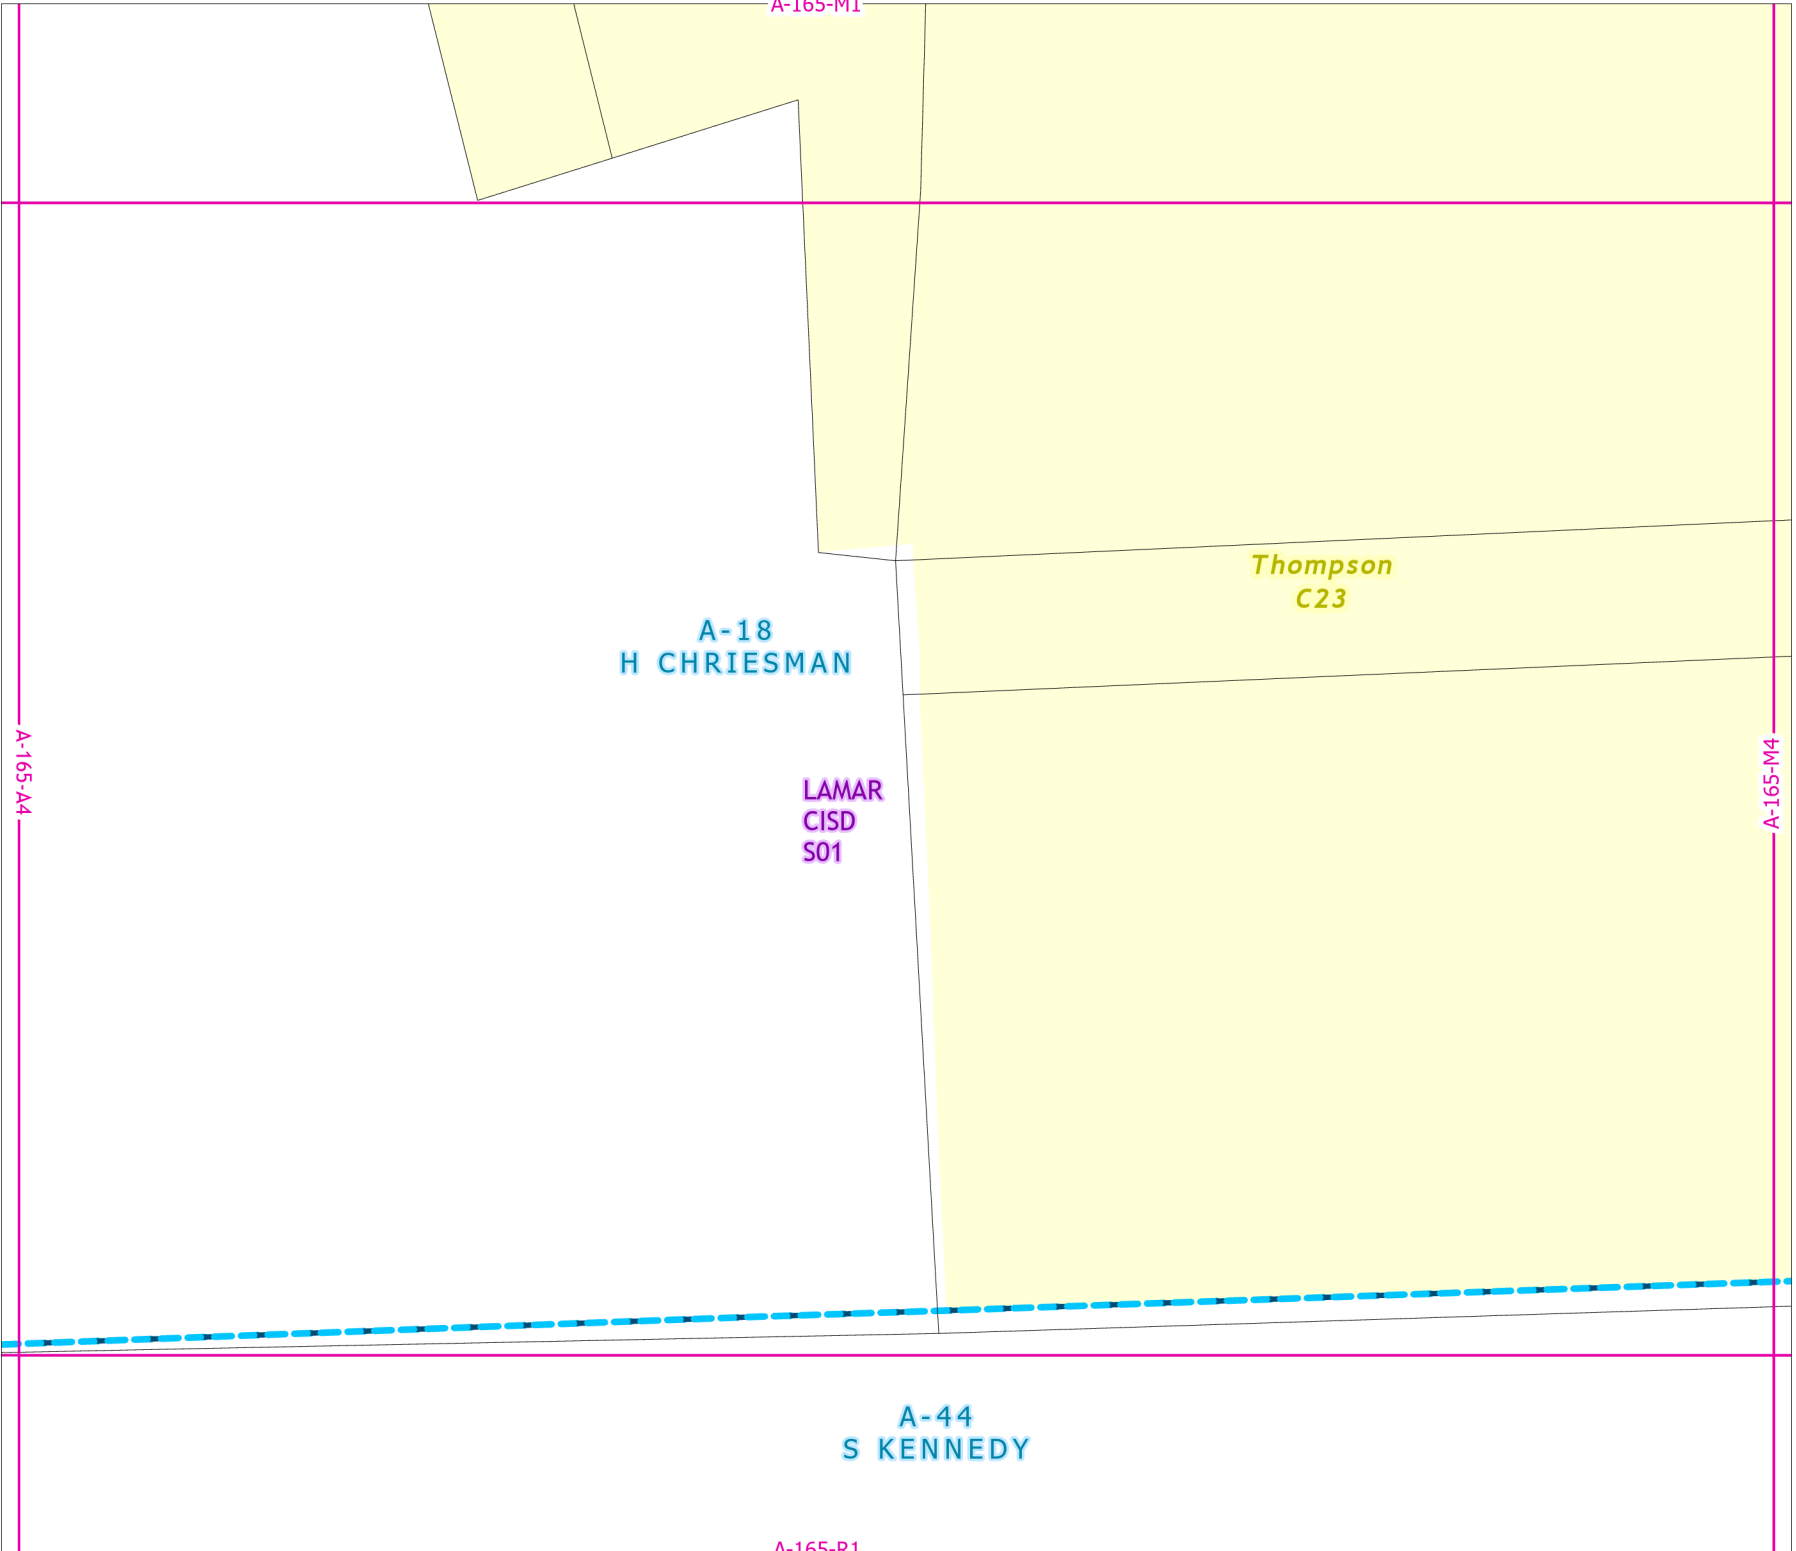 A-165-M1
Thompson
C23
A-18
H CHRIESMAN
A-165-A4
A-165-M4
LAMAR
CISD
S01
A-44
S KENNEDY
A-165-R1